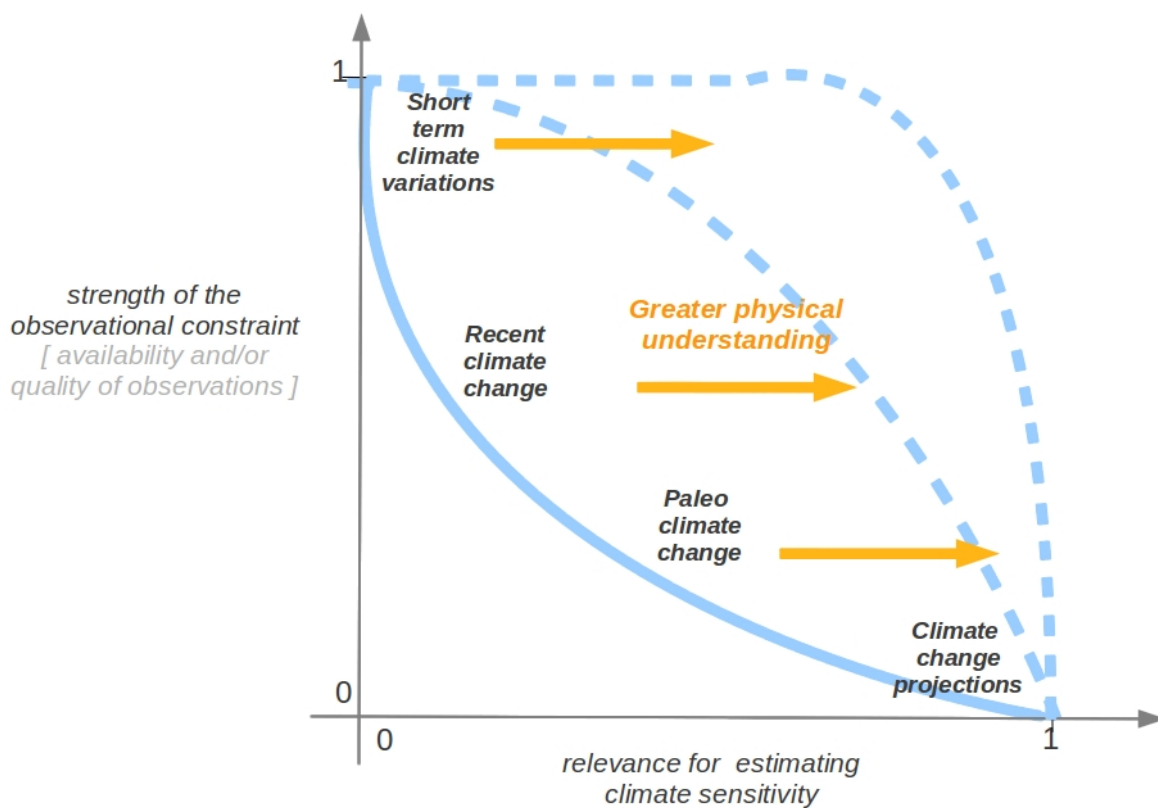 1
Short
term
climate
variations
strength of the
observational constraint
[ availability and/or
quality of observations ]
Recent
climate
change
Greater physical
understanding
Paleo
climate
change
Climate
change
projections
0
0
1
relevance for estimating
climate sensitivity